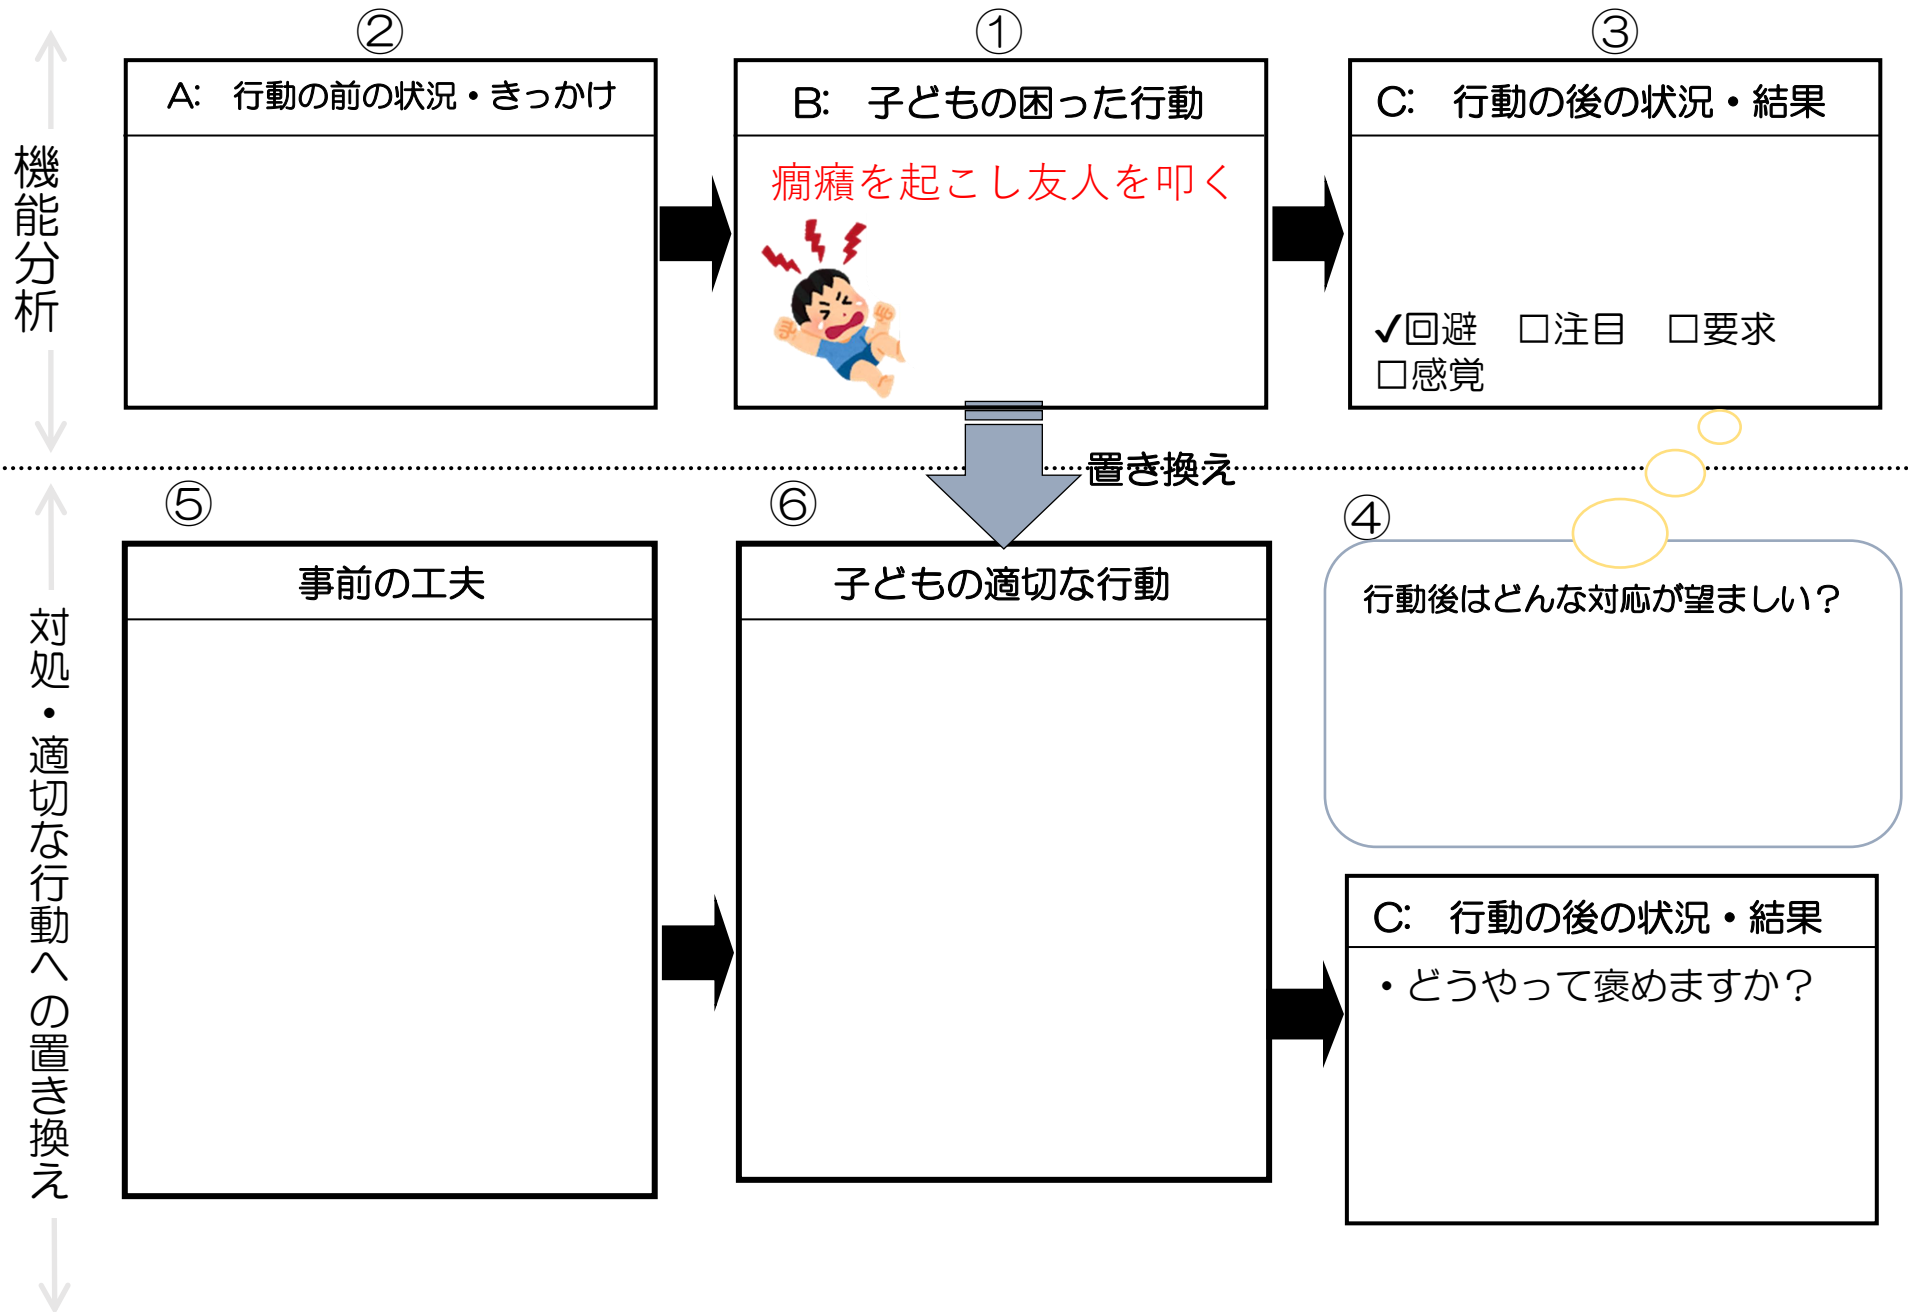 機能分析
②
A:　行動の前の状況・きっかけ
①
B:　子どもの困った行動
癇癪を起こし友人を叩く
③
C:　行動の後の状況・結果
✓回避　□注目　□要求
□感覚
置き換え
対処・適切な行動への置き換え
⑤
事前の工夫
⑥
子どもの適切な行動
④
行動後はどんな対応が望ましい？
C:　行動の後の状況・結果
・どうやって褒めますか？